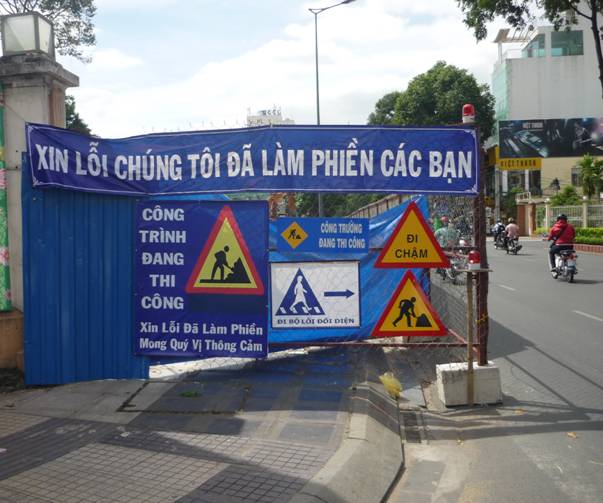 XIN LỖI CHÚNG TÔI ĐÃ LÀM PHIỀN CÁC BẠN
CÔNG
TRÌNH
ĐANG
THI
CÔNG
Xin Lỗi Đã Làm Phiền
Mong Quý Vị Thông Cảm
CÔNG TRƯỜNG
ĐANG THI CÔNG
ĐI BỘ LỐI ĐỐI DIỆN
ĐI
CHẬM
VIỆT THANH